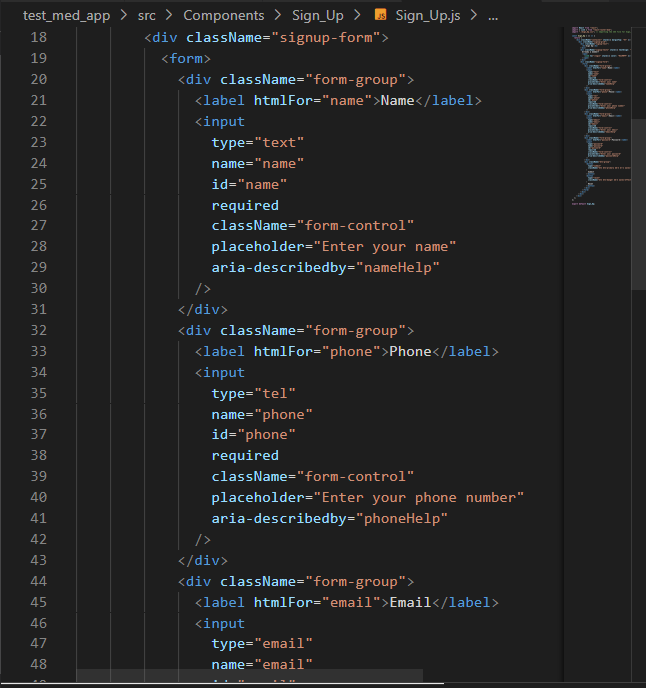 test_med_app > src > Components > Sign_Up > JS Sign_Up.js > ...
18 <div className="signup-form">
19 <form>
20 <div className="form-group">
21 <label htmlFor="name">Name</label>
22 <input
23 type="text"
24 name="name"
25 id="name"
26 required
27 className="form-control"
28 placeholder="Enter your name"
29 aria-describedby="nameHelp"
30 />
31 </div>
32 <div className="form-group">
33 <label htmlFor="phone">Phone</label>
34 <input
35 type="tel"
36 name="phone"
37 id="phone"
38 required
39 className="form-control"
40 placeholder="Enter your phone number"
41 aria-describedby="phoneHelp"
42 />
43 </div>
44 <div className="form-group">
45 <label htmlFor="email">Email</label>
46 <input
47 type="email"
48 name="email"